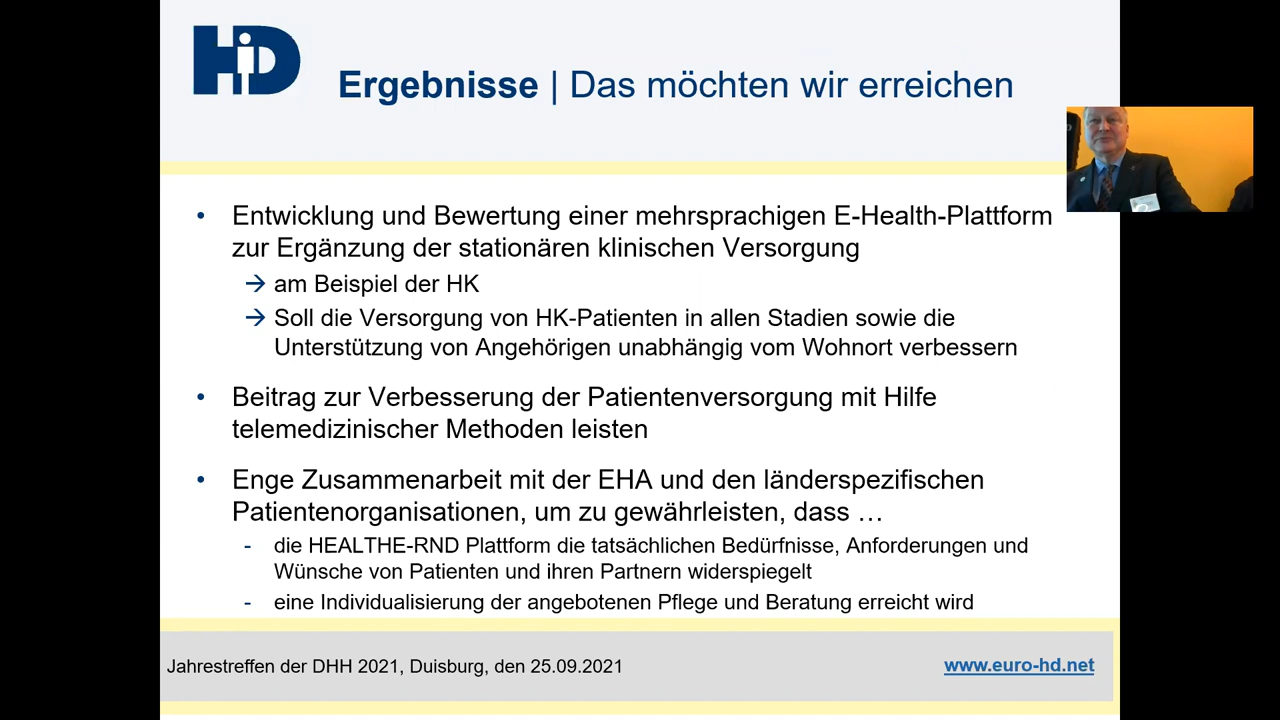 HD
Ergebnisse | Das möchten wir erreichen
• Entwicklung und Bewertung einer mehrsprachigen E-Health-Plattform
zur Ergänzung der stationären klinischen Versorgung
→ am Beispiel der HK
→ Soll die Versorgung von HK-Patienten in allen Stadien sowie die
Unterstützung von Angehörigen unabhängig vom Wohnort verbessern
• Beitrag zur Verbesserung der Patientenversorgung mit Hilfe
telemedizinischer Methoden leisten
• Enge Zusammenarbeit mit der EHA und den länderspezifischen
Patientenorganisationen, um zu gewährleisten, dass …
- die HEALTHE-RND Plattform die tatsächlichen Bedürfnisse, Anforderungen und
Wünsche von Patienten und ihren Partnern widerspiegelt
- eine Individualisierung der angebotenen Pflege und Beratung erreicht wird
Jahrestreffen der DHH 2021, Duisburg, den 25.09.2021
www.euro-hd.net